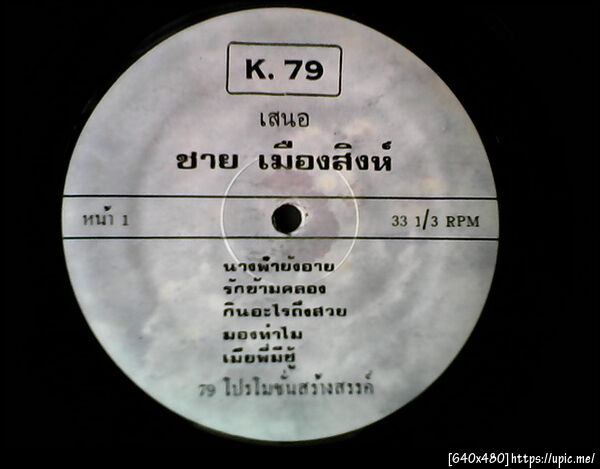 K. 79
เสนอ
ชาย เมืองสิงห์
หน้า 1
33 1/3 RPM
นางฟ้ายังอาย
รักข้ามคลอง
กินอะไรถึงสวย
มองทำไม
เมียพี่มีชู้
79 โปรโมชั่นสร้างสรรค์
[640x480]https://upic.me/